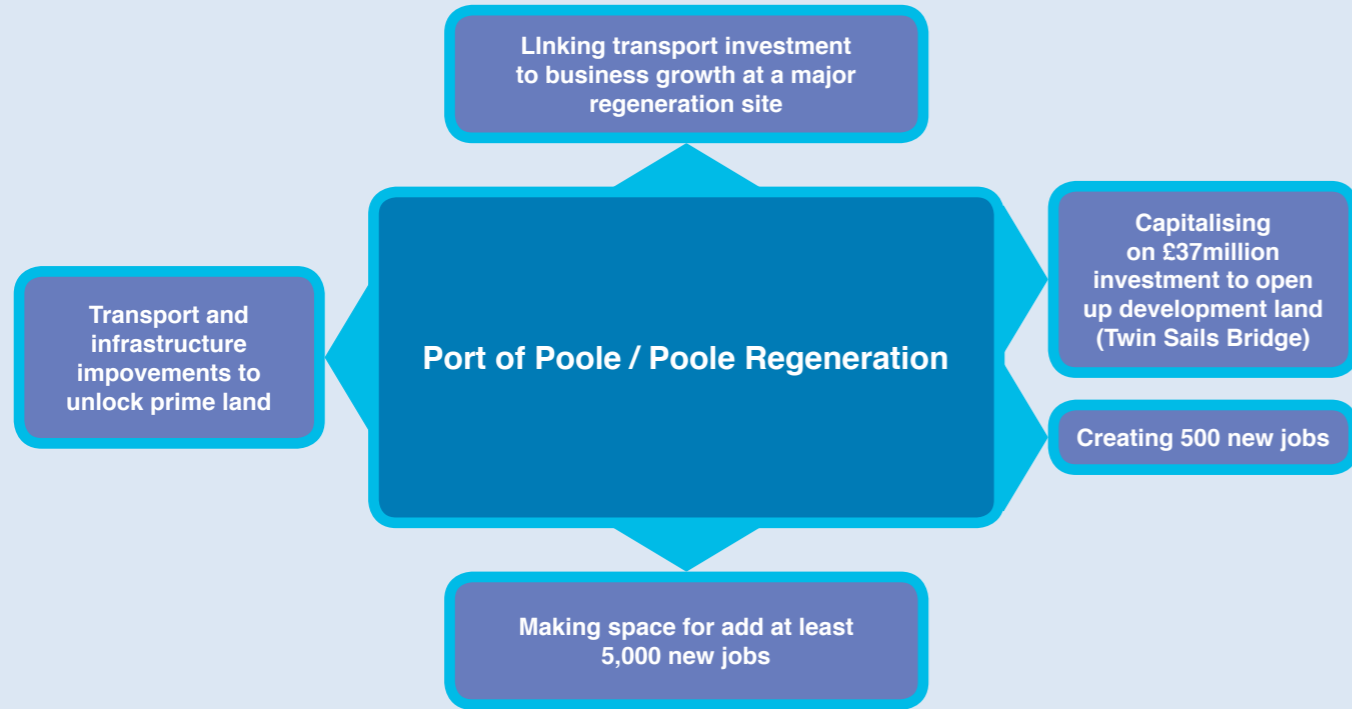 LInking transport investment
to business growth at a major
regeneration site
Transport and
infrastructure
impovements to
unlock prime land
Port of Poole / Poole Regeneration
Capitalising
on £37million
investment to open
up development land
(Twin Sails Bridge)
Creating 500 new jobs
Making space for add at least
5,000 new jobs